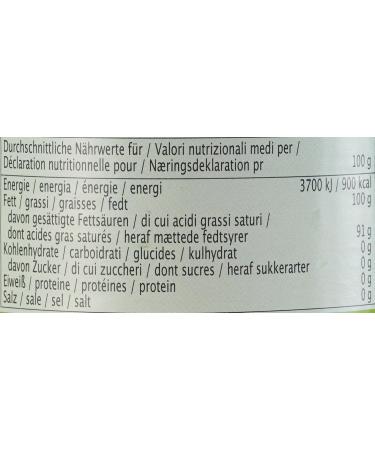 Durchschnittliche Nährwerte für / Valori nutrizionali medi per /
Déclaration nutritionnelle pour / Næringsdeklaration pr 100 g
Energie / energia / énergie / energi 3700 kJ / 900 kcal
Fett / grassi / graisses / fedt 100 g
davon gesättigte Fettsäuren / di cui acidi grassi saturi /
dont acides gras saturés / heraf mættede fedtsyrer 91 g
Kohlenhydrate / carboidrati / glucides / kulhydrat 0 g
davon Zucker / di cui zuccheri / dont sucres / heraf sukkerarter 0 g
Eiweiß / proteine / protéines / protein 0 g
Salz / sale / sel / salt 0 g